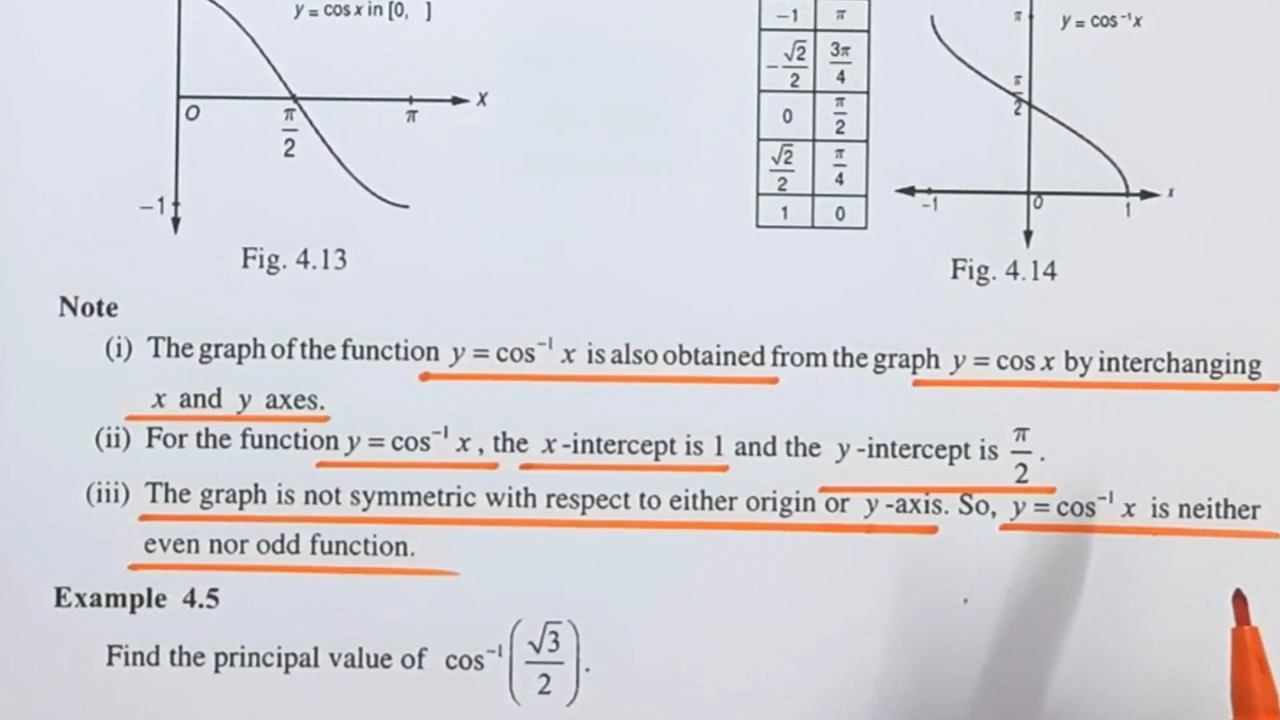 y = cos x in [0, ]
X
O
π/2
π
−1
Fig. 4.13
−1 π
−√2/2 3π/4
0 π/2
√2/2 π/4
1 0
π
y = cos⁻¹x
π/2
−1
0
1
x
Fig. 4.14
Note
(i) The graph of the function y = cos⁻¹ x is also obtained from the graph y = cos x by interchanging
x and y axes.
(ii) For the function y = cos⁻¹ x , the x-intercept is 1 and the y-intercept is π/2.
(iii) The graph is not symmetric with respect to either origin or y-axis. So, y = cos⁻¹ x is neither
even nor odd function.
Example 4.5
Find the principal value of cos⁻¹(√3/2).